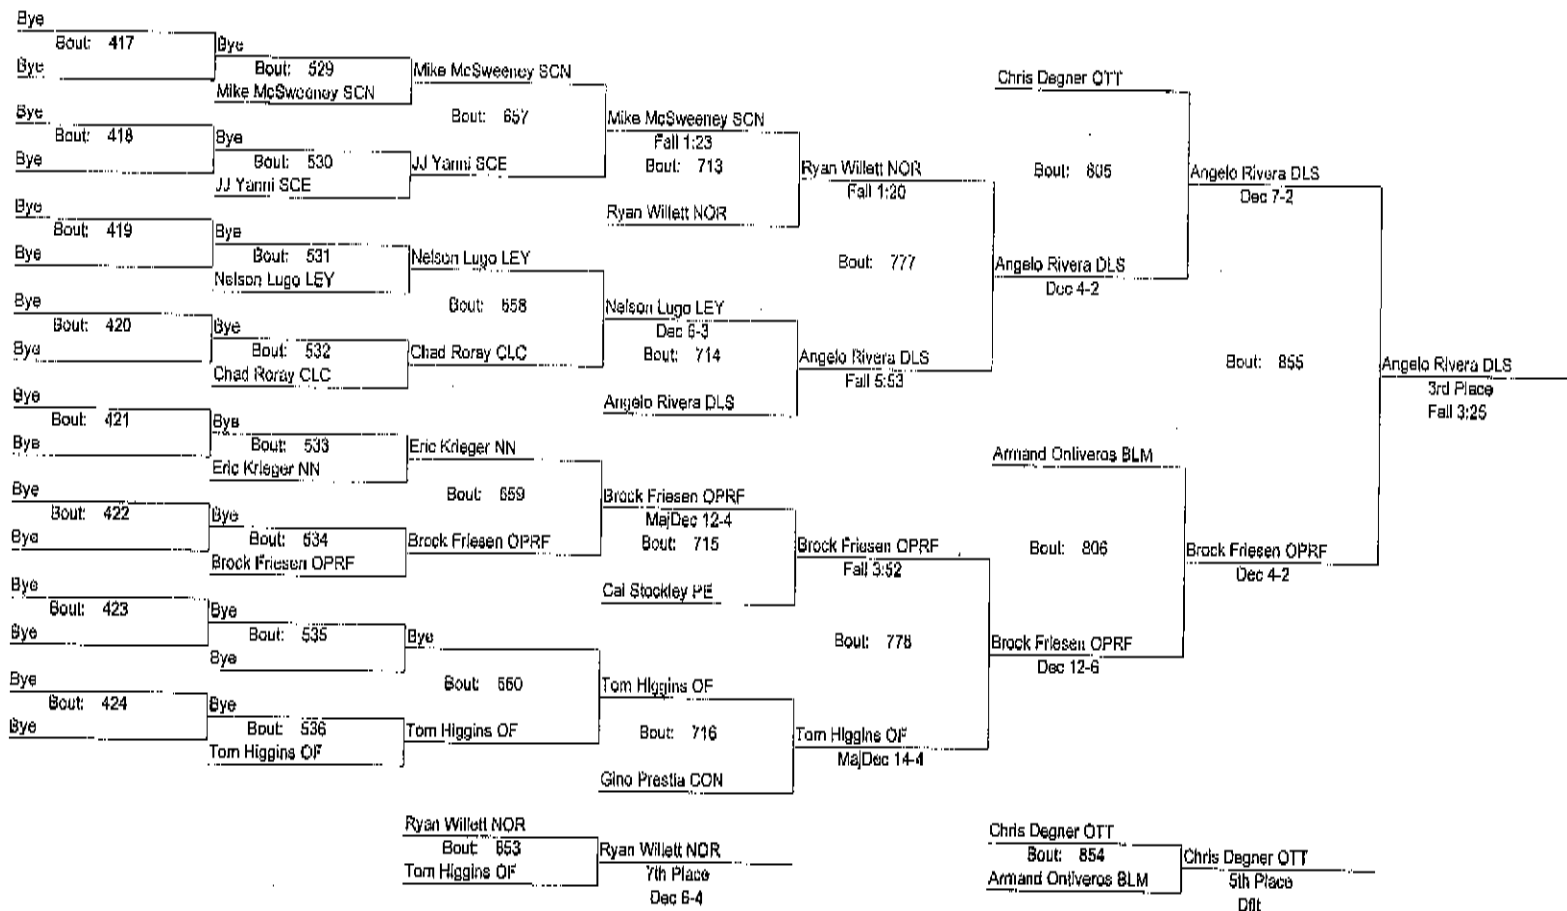 Bye
Bout: 417
Bye
Bye
Bout: 529
Mike McSweeney SCN
Mike McSweeney SCN
Bye
Bout: 418
Bye
Bye
Bout: 530
JJ Yanni SCE
JJ Yanni SCE
Bout: 657
Mike McSweeney SCN
Fall 1:23
Bout: 713
Ryan Willett NOR
Ryan Willett NOR
Fall 1:20
Bye
Bout: 419
Bye
Bye
Bout: 531
Nelson Lugo LEY
Nelson Lugo LEY
Bye
Bout: 420
Bye
Bye
Bout: 532
Chad Roray CLC
Chad Roray CLC
Bout: 658
Nelson Lugo LEY
Dec 6-3
Bout: 714
Angelo Rivera DLS
Angelo Rivera DLS
Fall 5:53
Bout: 777
Angelo Rivera DLS
Dec 4-2
Chris Degner OTT
Bout: 805
Angelo Rivera DLS
Dec 7-2
Bye
Bout: 421
Bye
Bye
Bout: 533
Eric Krieger NN
Eric Krieger NN
Bye
Bout: 422
Bye
Bye
Bout: 534
Brock Friesen OPRF
Brock Friesen OPRF
Bout: 659
Brock Friesen OPRF
MajDec 12-4
Bout: 715
Cal Stockley PE
Brock Friesen OPRF
Fall 3:52
Bye
Bout: 423
Bye
Bye
Bout: 535
Bye
Bye
Bye
Bout: 424
Bye
Bye
Bout: 536
Tom Higgins OF
Tom Higgins OF
Bout: 660
Tom Higgins OF
Bout: 716
Gino Prestia CON
Tom Higgins OF
MajDec 14-4
Bout: 778
Brock Friesen OPRF
Dec 12-6
Armand Ontiveros BLM
Bout: 806
Brock Friesen OPRF
Dec 4-2
Bout: 855
Angelo Rivera DLS
3rd Place
Fall 3:25
Ryan Willett NOR
Bout: 853
Tom Higgins OF
Ryan Willett NOR
7th Place
Dec 6-4
Chris Degner OTT
Bout: 854
Armand Ontiveros BLM
Chris Degner OTT
5th Place
Dflt